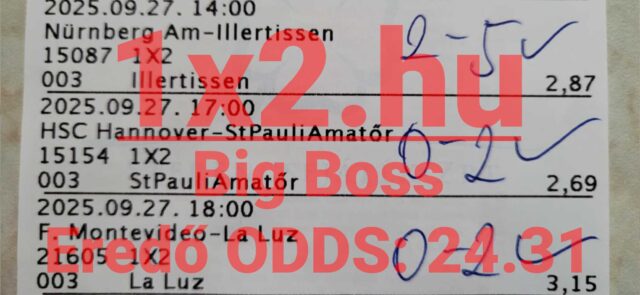 2025.09.27. 14:00
Nürnberg Am-Illertissen
15087 1X2
003 Illertissen 2,87
2-5 ✓
2025.09.27. 17:00
HSC Hannover-StPauliAmatőr
15154 1X2
003 StPauliAmatőr 2,69
0-2 ✓
2025.09.27. 18:00
F. Montevideo-La Luz
21605 1X2
003 La Luz 3,15
0-2 ✓
1x2.hu
Big Boss
Eredő ODDS: 24.31